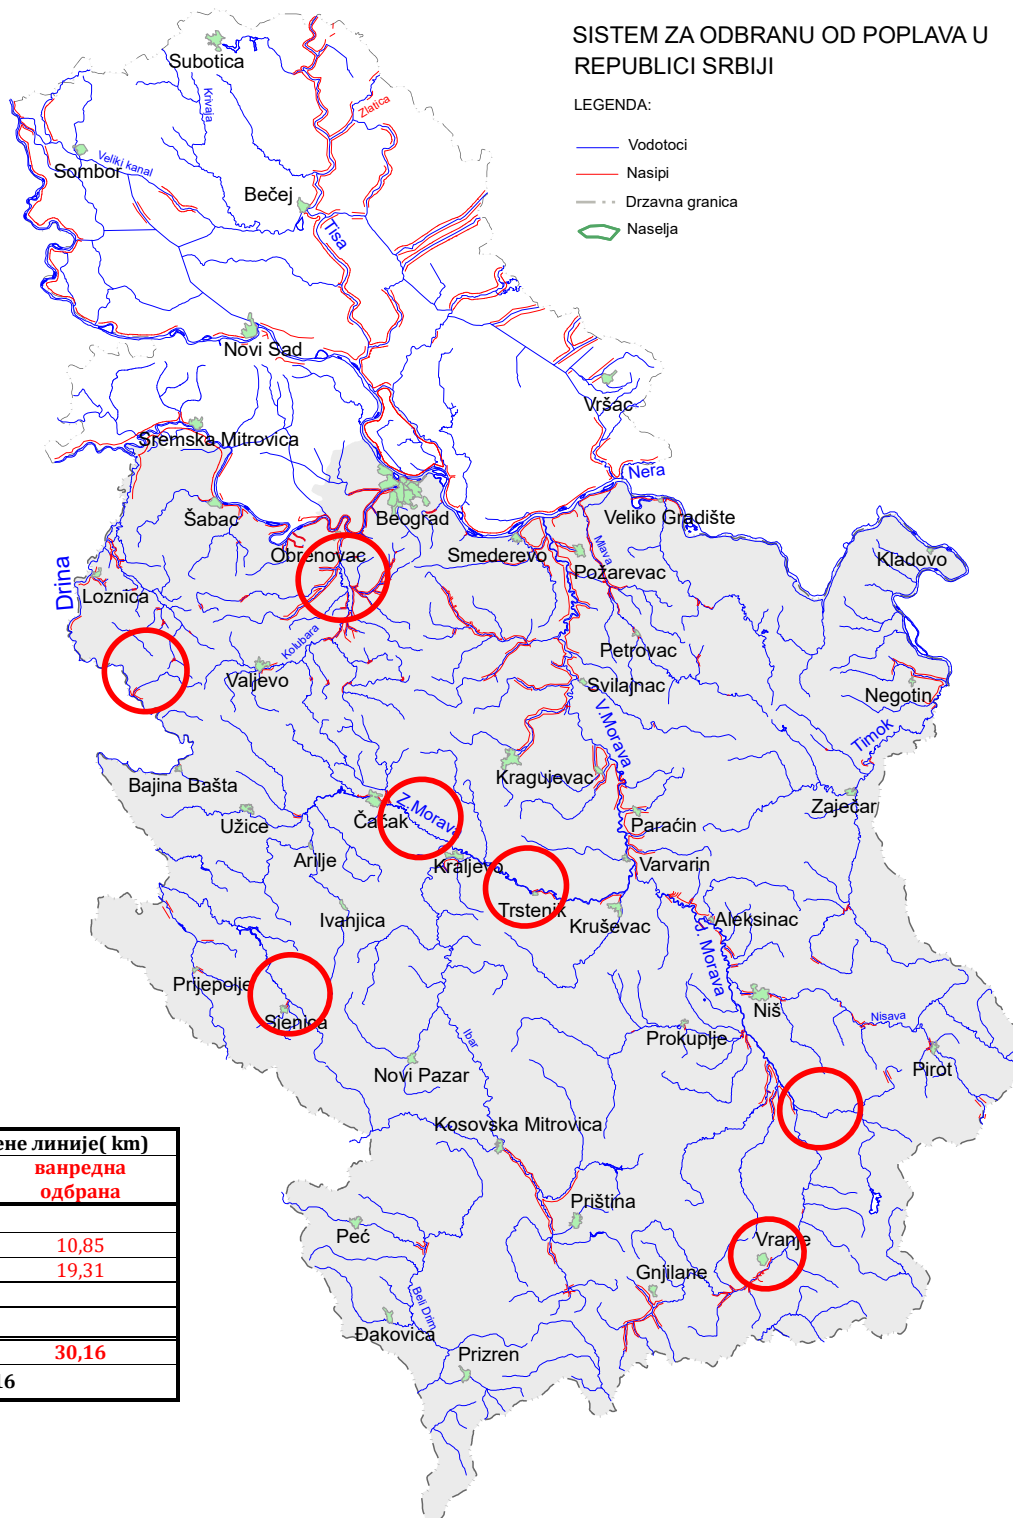 SISTEM ZA ODBRANU OD POPLAVA U
REPUBLICI SRBIJI
LEGENDA:
Vodotoci
Nasipi
Drzavna granica
Naselja
Subotica
Krivaja
Zlatica
Veliki kanal
Sombor
Bečej
Tisa
Novi Sad
Vršac
Sremska Mitrovica
Nera
Šabac
Beograd
Veliko Gradište
Obrenovac
Smederevo
Mlava
Kladovo
Drina
Požarevac
Loznica
Kolubara
Petrovac
Valjevo
Svilajnac
Negotin
V.Morava
Timok
Bajina Bašta
Kragujevac
Zaječar
Užice
Čačak
Z.Morava
Paraćin
Arilje
Kraljevo
Varvarin
Ivanjica
Trstenik
Kruševac
Aleksinac
J. Morava
Prijepolje
Sjenica
Niš
Nisava
Ibar
Prokuplje
Pirot
Novi Pazar
Kosovska Mitrovica
Priština
Peć
Vranje
Gnjilane
Beli Drim
Đakovica
Prizren
ене линије( km)
ванредна
одбрана
10,85
19,31
30,16
16